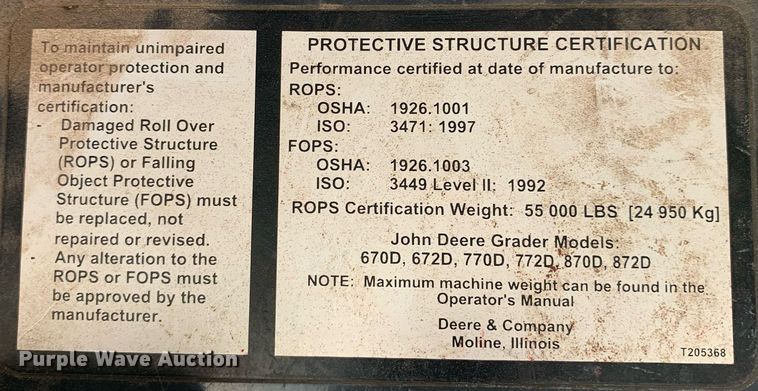 To maintain unimpaired
operator protection and
manufacturer's
certification:
- Damaged Roll Over
Protective Structure
(ROPS) or Falling
Object Protective
Structure (FOPS) must
be replaced, not
repaired or revised.
- Any alteration to the
ROPS or FOPS must
be approved by the
manufacturer.
PROTECTIVE STRUCTURE CERTIFICATION
Performance certified at date of manufacture to:
ROPS:
OSHA: 1926.1001
ISO: 3471: 1997
FOPS:
OSHA: 1926.1003
ISO: 3449 Level II: 1992
ROPS Certification Weight: 55 000 LBS [24 950 Kg]
John Deere Grader Models:
670D, 672D, 770D, 772D, 870D, 872D
NOTE: Maximum machine weight can be found in the
Operator's Manual
Deere & Company
Moline, Illinois
T205368
Purple Wave Auction